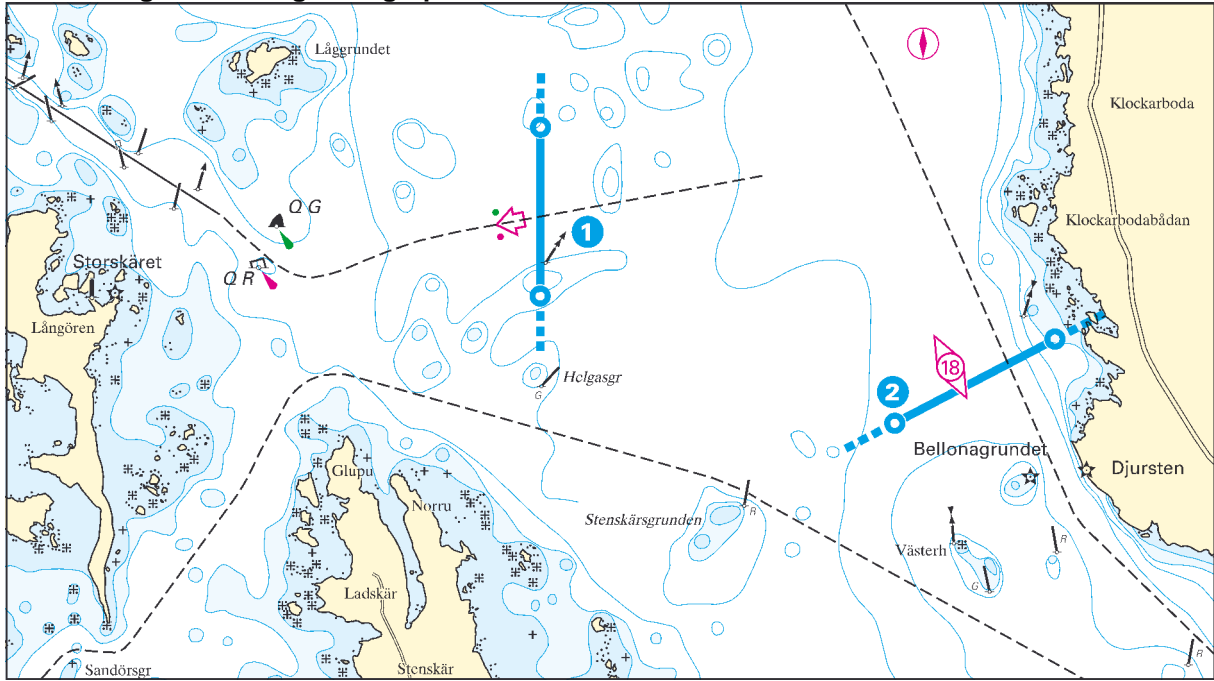 Låggrundet
Klockarboda
Q G
Klockarbodabådan
1
Storskäret
Q R
Långören
18
Helgasgr
G
2
Bellonagrundet
Djursten
Glupu
Norru
R
Stenskärsgrunden
R
Västerh
G
Ladskär
R
Sandörsgr
Stenskär